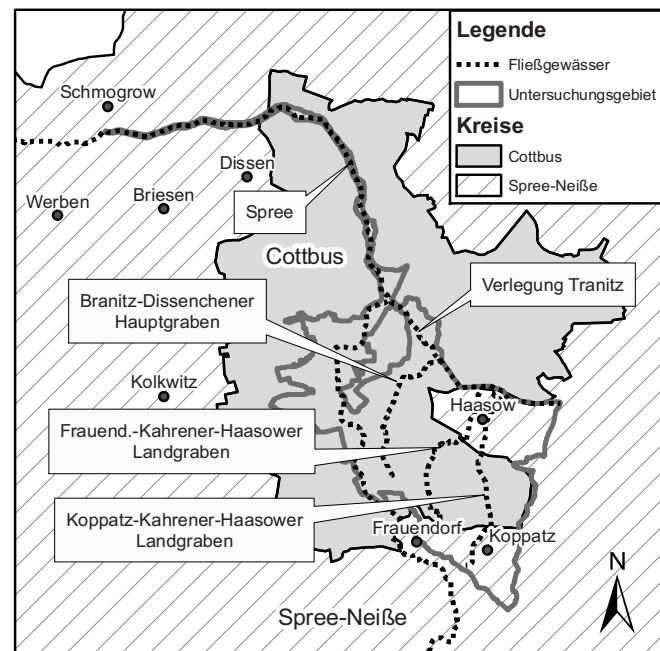 Legende
Fließgewässer
Untersuchungsgebiet
Kreise
Cottbus
Spree-Neiße
Schmogrow
Dissen
Werben
Briesen
Spree
Cottbus
Branitz-Dissenchener
Hauptgraben
Verlegung Tranitz
Kolkwitz
Haasow
Frauend.-Kahrener-Haasower
Landgraben
Koppatz-Kahrener-Haasower
Landgraben
Frauendorf
Koppatz
Spree-Neiße
N